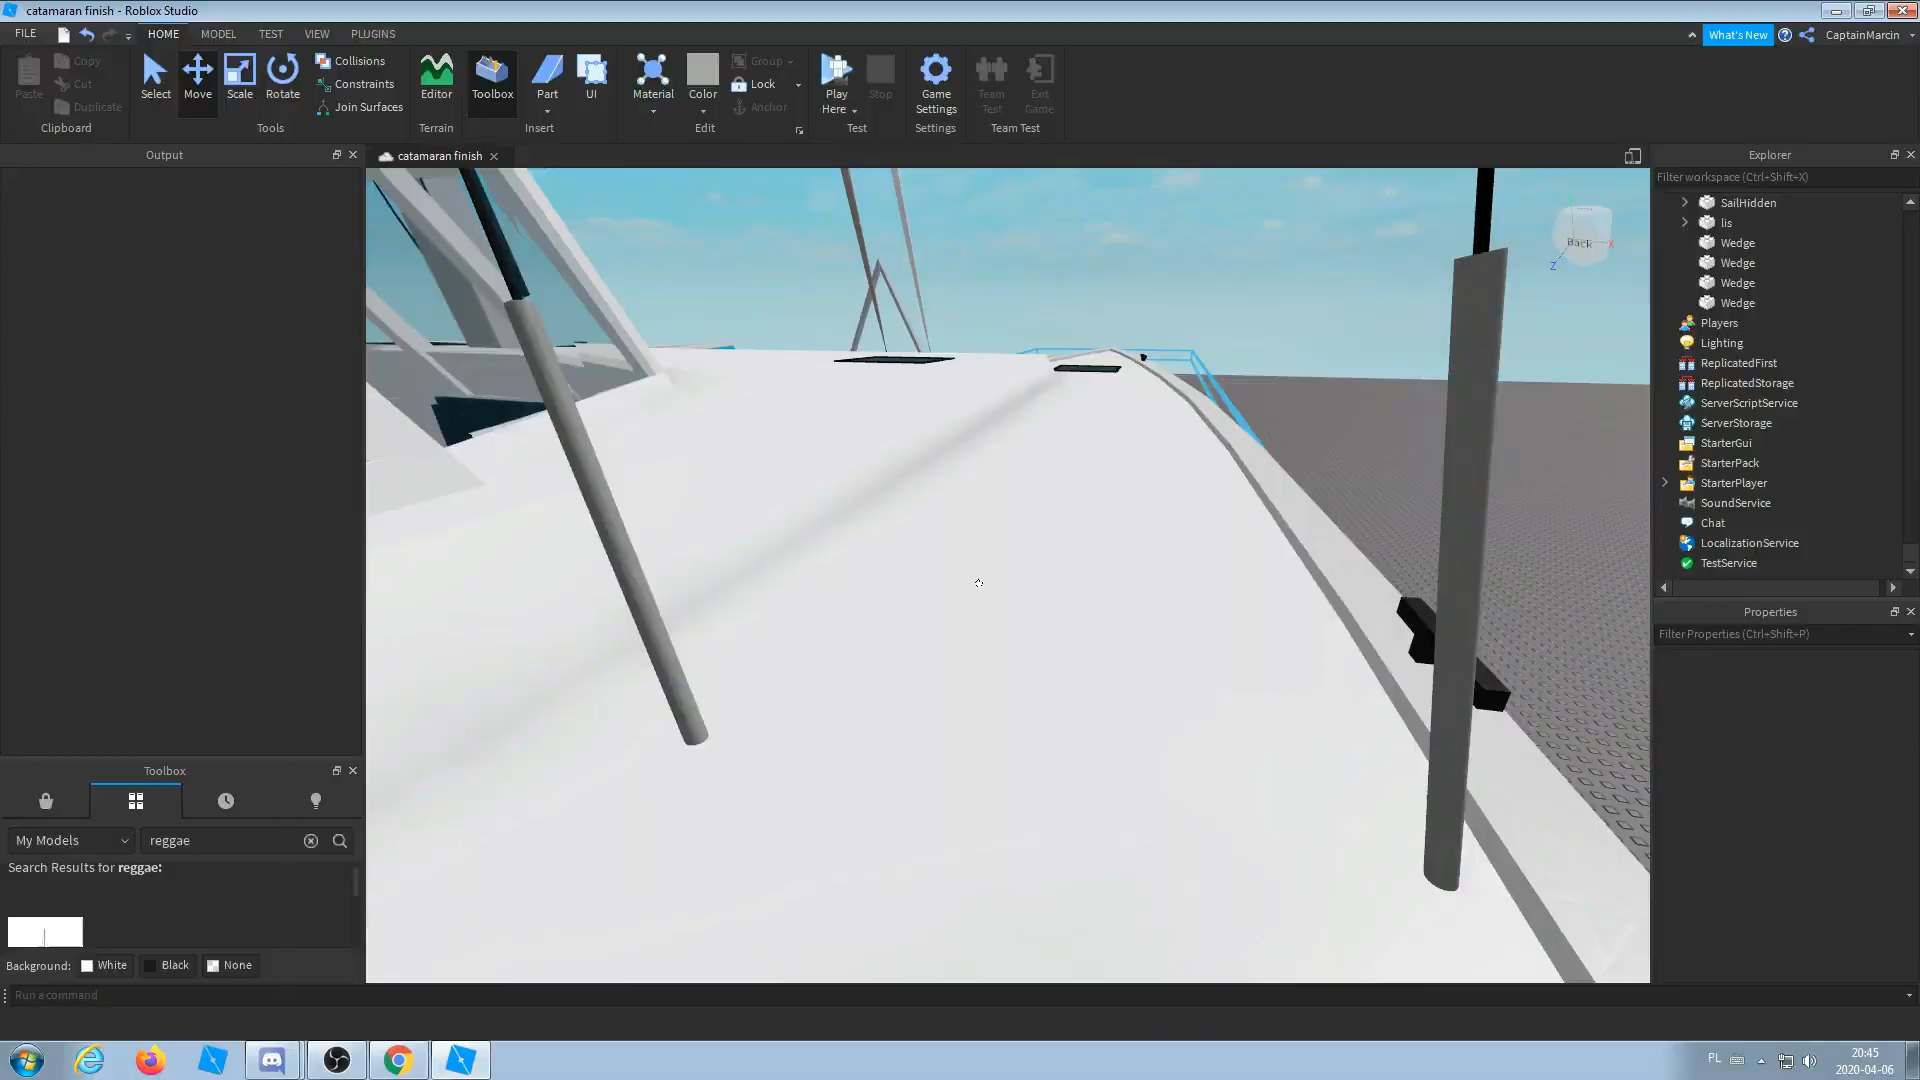 catamaran finish - Roblox Studio
FILE HOME MODEL TEST VIEW PLUGINS What's New CaptainMarcin
Paste Copy Cut Duplicate
Select Move Scale Rotate
Collisions
Constraints
Join Surfaces
Editor Toolbox Part UI
Material Color Group Lock Anchor
Play Here Stop
Game Settings
Team Test Exit Game
Clipboard Tools Terrain Insert Edit Test Settings Team Test
Output
catamaran finish
Explorer
Filter workspace (Ctrl+Shift+X)
SailHidden
lis
Wedge
Wedge
Wedge
Wedge
Players
Lighting
ReplicatedFirst
ReplicatedStorage
ServerScriptService
ServerStorage
StarterGui
StarterPack
StarterPlayer
SoundService
Chat
LocalizationService
TestService
Back X Z
Properties
Filter Properties (Ctrl+Shift+P)
Toolbox
My Models reggae
Search Results for reggae:
Background: White Black None
Run a command
PL 20:45
2020-04-06